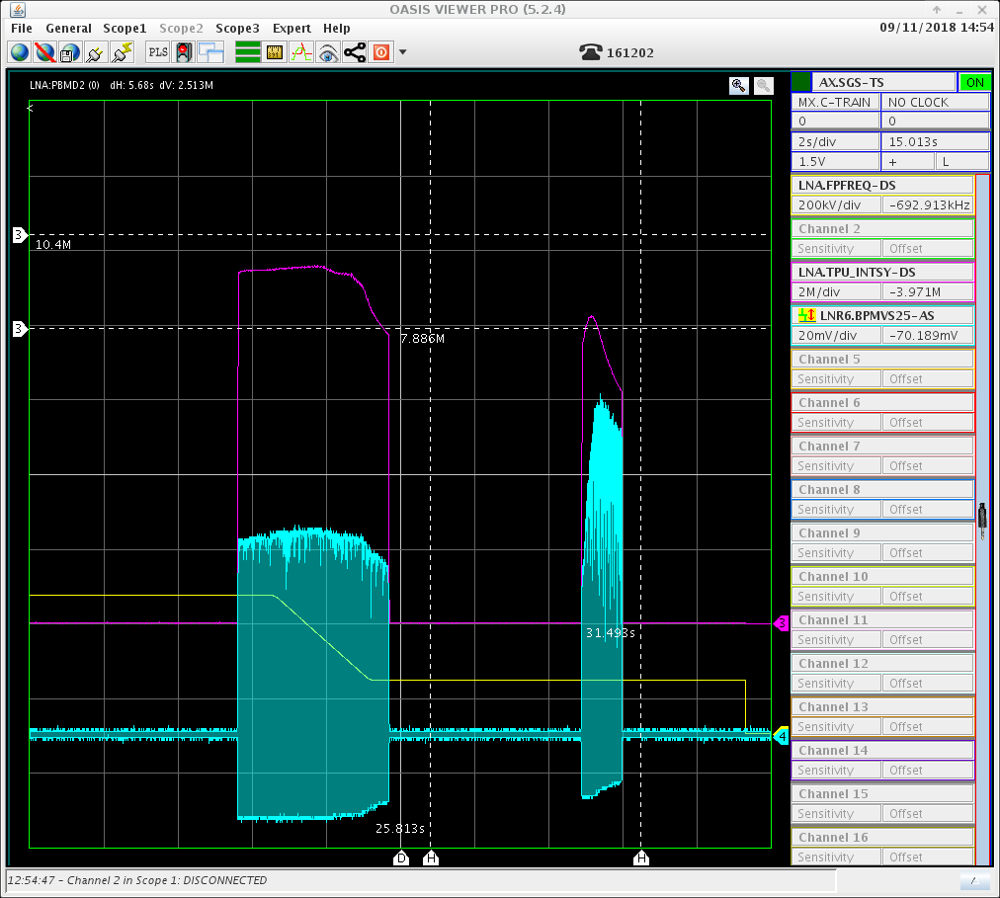 OASIS VIEWER PRO (5.2.4)
File General Scope1 Scope2 Scope3 Expert Help
09/11/2018 14:54
PLS
161202
LNA:PBMD2 (0) dH: 5.68s dV: 2.513M
<
3
10.4M
3
7.886M
31.493s
25.813s
D
H
H
3
4
AX.SGS-TS ON
MX.C-TRAIN NO CLOCK
0 0
2s/div 15.013s
1.5V + L
LNA.FPFREQ-DS
200kV/div -692.913kHz
Channel 2
Sensitivity Offset
LNA.TPU_INTSY-DS
2M/div -3.971M
LNR6.BPMVS25-AS
20mV/div -70.189mV
Channel 5
Sensitivity Offset
Channel 6
Sensitivity Offset
Channel 7
Sensitivity Offset
Channel 8
Sensitivity Offset
Channel 9
Sensitivity Offset
Channel 10
Sensitivity Offset
Channel 11
Sensitivity Offset
Channel 12
Sensitivity Offset
Channel 13
Sensitivity Offset
Channel 14
Sensitivity Offset
Channel 15
Sensitivity Offset
Channel 16
Sensitivity Offset
12:54:47 - Channel 2 in Scope 1: DISCONNECTED